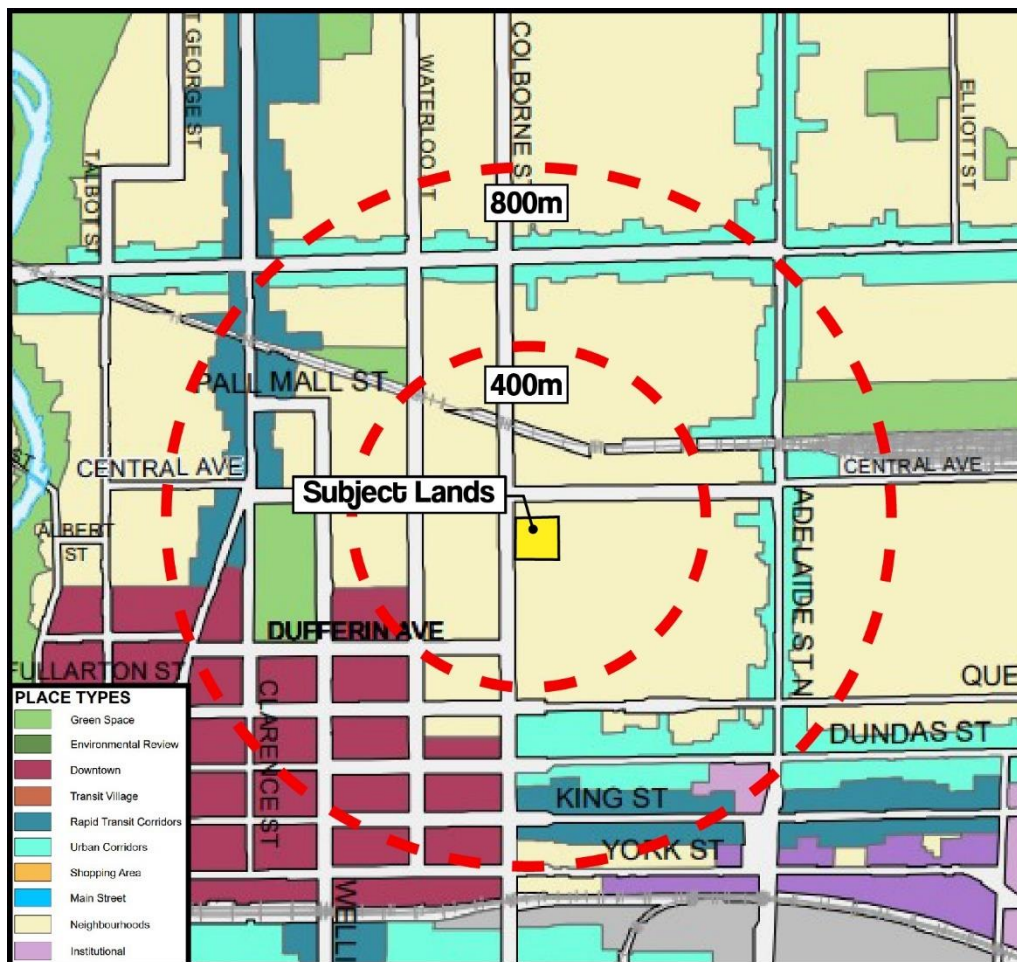 T GEORGE ST
TALBOT ST
WATERLOO T
COLBORNE S
ELLIOTT ST
800m
PALL MALL ST
400m
CENTRAL AVE
CENTRAL AVE
Subject Lands
ST
ALBERT
ST
ADELAIDE ST N
DUFFERIN AVE
FULLARTON ST
QUE
CLARENCE ST
DUNDAS ST
KING ST
YORK ST
WELLI
PLACE TYPES
Green Space
Environmental Review
Downtown
Transit Village
Rapid Transit Corridors
Urban Corridors
Shopping Area
Main Street
Neighbourhoods
Institutional